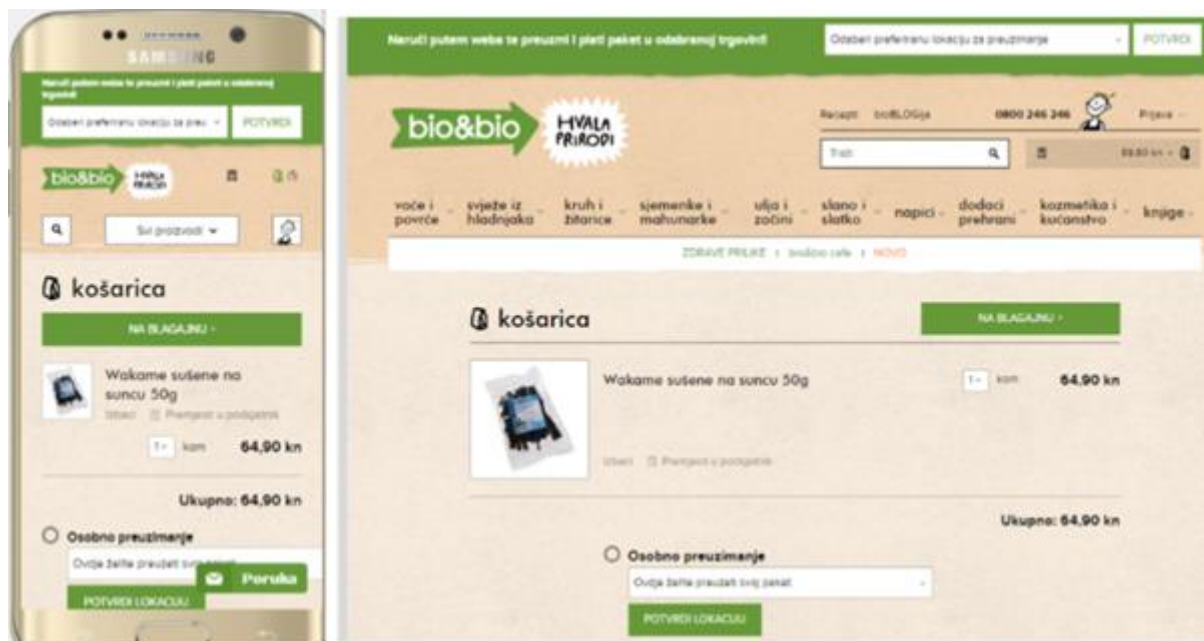 SAMSUNG
Naruči putem weba te preuzmi i plati paket u odabranoj
trgovini!
Odaberi preferiranu lokaciju za preu
POTVRDI
bio&bio
HVALA
PRIRODI
Svi proizvodi
košarica
NA BLAGAJNU
Wakame sušene na
suncu 50g
Izbaci Premjesti u podsjetnik
1 kom 64,90 kn
Ukupno: 64,90 kn
Osobno preuzimanje
Ovdje želite preuzeti svoj
Poruka
POTVRDI LOKACIJU
Naruči putem weba te preuzmi i plati paket u odabranoj trgovini!
Odaberi preferiranu lokaciju za preuzimanje
POTVRDI
bio&bio
HVALA
PRIRODI
Recepti bioBLOGija 0800 246 246 Prijava
Traži
voće i
povrće
svježe iz
hladnjaka
kruh i
žitarice
sjemenke i
mahunarke
ulja i
začini
slano i
slatko
napici
dodaci
prehrani
kozmetika i
kućanstvo
knjige
ZDRAVE PRILIKE | bio&bio cafe | NOVO
košarica
NA BLAGAJNU
Wakame sušene na suncu 50g
1 kom 64,90 kn
Izbaci Premjesti u podsjetnik
Ukupno: 64,90 kn
Osobno preuzimanje
Ovdje želite preuzeti svoj paket
POTVRDI LOKACIJU